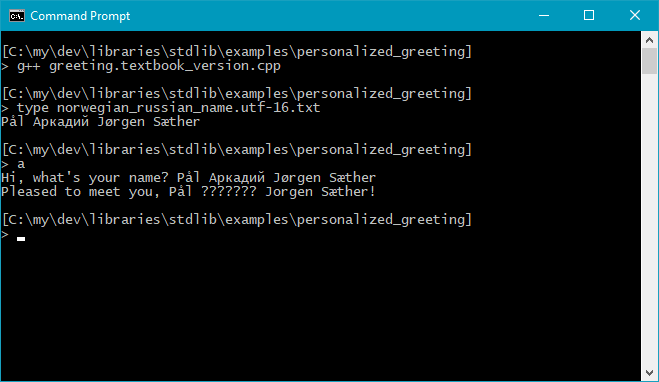 Command Prompt
[C:\my\dev\libraries\stdlib\examples\personalized_greeting]
> g++ greeting.textbook_version.cpp
[C:\my\dev\libraries\stdlib\examples\personalized_greeting]
> type norwegian_russian_name.utf-16.txt
Pål Аркадий Jørgen Sæther
[C:\my\dev\libraries\stdlib\examples\personalized_greeting]
> a
Hi, what's your name? Pål Аркадий Jørgen Sæther
Pleased to meet you, Pål ??????? Jorgen Sæther!
[C:\my\dev\libraries\stdlib\examples\personalized_greeting]
>